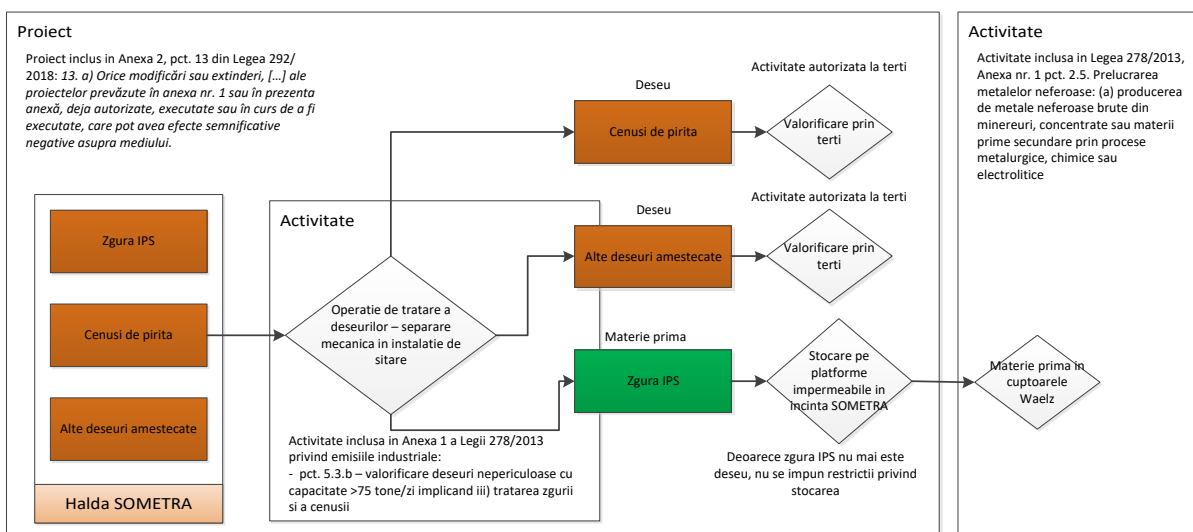 Proiect
Proiect inclus in Anexa 2, pct. 13 din Legea 292/
2018: 13. a) Orice modificări sau extinderi, [...] ale
proiectelor prevăzute în anexa nr. 1 sau în prezenta
anexă, deja autorizate, executate sau în curs de a fi
executate, care pot avea efecte semnificative
negative asupra mediului.
Zgura IPS
Cenusi de pirita
Alte deseuri amestecate
Halda SOMETRA
Activitate
Operatie de tratare a
deseurilor – separare
mecanica in instalatie de
sitare
Activitate inclusa in Anexa 1 a Legii 278/2013
privind emisiile industriale:
- pct. 5.3.b – valorificare deseuri nepericuloase cu
capacitate >75 tone/zi implicand iii) tratarea zgurii
si a cenusii
Deseu
Cenusi de pirita
Activitate autorizata la terti
Valorificare prin
terti
Deseu
Alte deseuri amestecate
Activitate autorizata la terti
Valorificare prin
terti
Materie prima
Zgura IPS
Stocare pe
platforme
impermeabile in
incinta SOMETRA
Deoarece zgura IPS nu mai este
deseu, nu se impun restrictii privind
stocarea
Activitate
Activitate inclusa in Legea 278/2013,
Anexa nr. 1 pct. 2.5. Prelucrarea
metalelor neferoase: (a) producerea
de metale neferoase brute din
minereuri, concentrate sau materii
prime secundare prin procese
metalurgice, chimice sau
electrolitice
Materie prima in
cuptoarele
Waelz